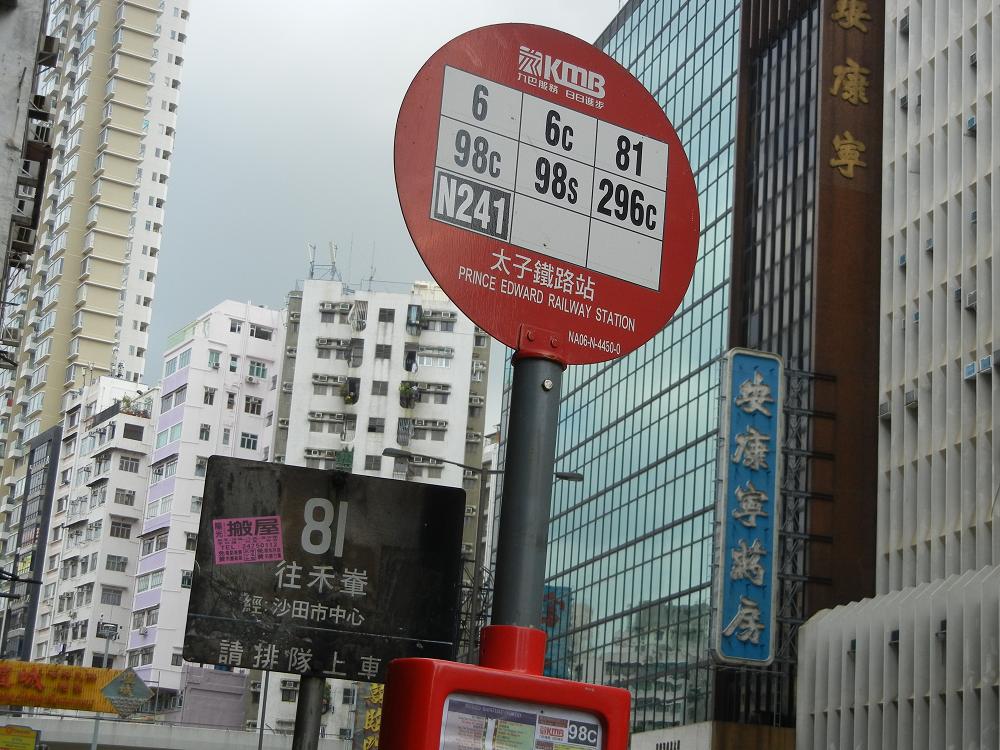 KMB
九巴服務 日日進步
6 6C 81
98C 98S 296C
N241
太子鐵路站
PRINCE EDWARD RAILWAY STATION
NA06-N-4450-0
安康寧
安康寧葯房
81
搬屋
往禾輋
經:沙田市中心
請排隊上車
KMB
98C